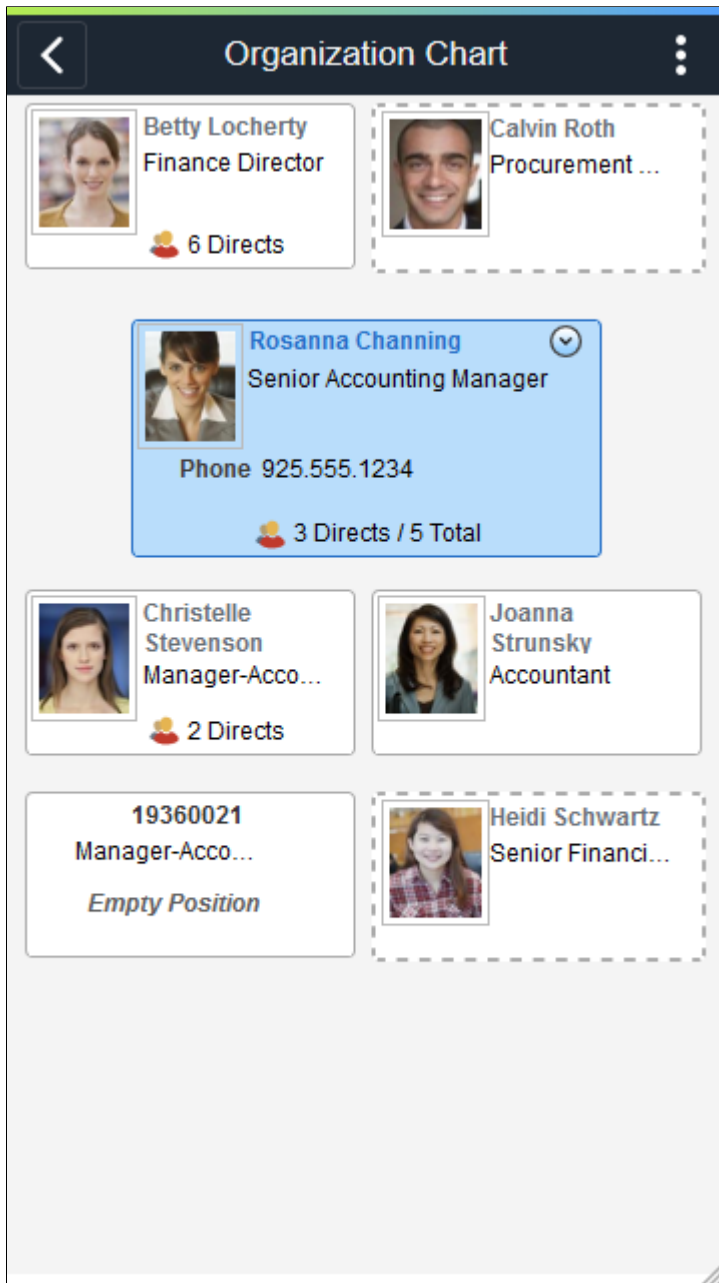 Organization Chart
Betty Locherty
Finance Director
6 Directs
Calvin Roth
Procurement ...
Rosanna Channing
Senior Accounting Manager
Phone 925.555.1234
3 Directs / 5 Total
Christelle
Stevenson
Manager-Acco...
2 Directs
Joanna
Strunsky
Accountant
19360021
Manager-Acco...
Empty Position
Heidi Schwartz
Senior Financi...